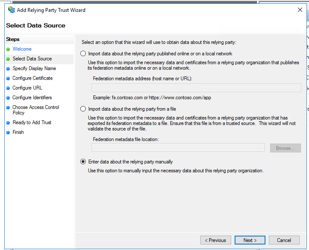 Add Relying Party Trust Wizard
Select Data Source
Steps
Welcome
Select Data Source
Specify Display Name
Configure Certificate
Configure URL
Configure Identifiers
Choose Access Control
Policy
Ready to Add Trust
Finish
Select an option that this wizard will use to obtain data about this relying party:
Import data about the relying party published online or on a local network
Use this option to import the necessary data and certificates from a relying party organization that publishes
its federation metadata online or on a local network.
Federation metadata address (host name or URL):
Example: fs.contoso.com or https://www.contoso.com/app
Import data about the relying party from a file
Use this option to import the necessary data and certificates from a relying party organization that has
exported its federation metadata to a file. Ensure that this file is from a trusted source. This wizard will not
validate the source of the file.
Federation metadata file location:
Browse...
Enter data about the relying party manually
Use this option to manually input the necessary data about this relying party organization.
< Previous
Next >
Cancel